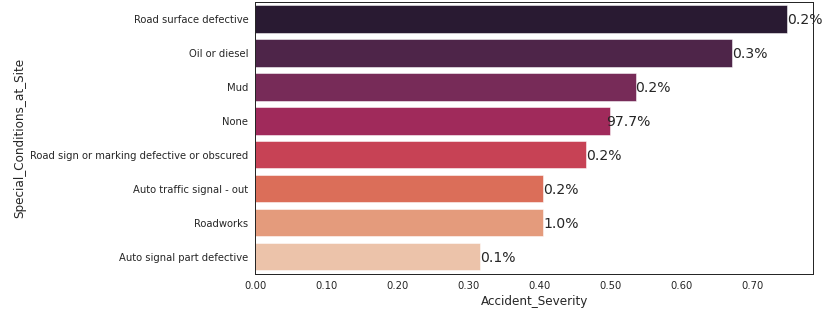 Special_Conditions_at_Site
Road surface defective 0.2%
Oil or diesel 0.3%
Mud 0.2%
None 97.7%
Road sign or marking defective or obscured 0.2%
Auto traffic signal - out 0.2%
Roadworks 1.0%
Auto signal part defective 0.1%
0.00 0.10 0.20 0.30 0.40 0.50 0.60 0.70
Accident_Severity